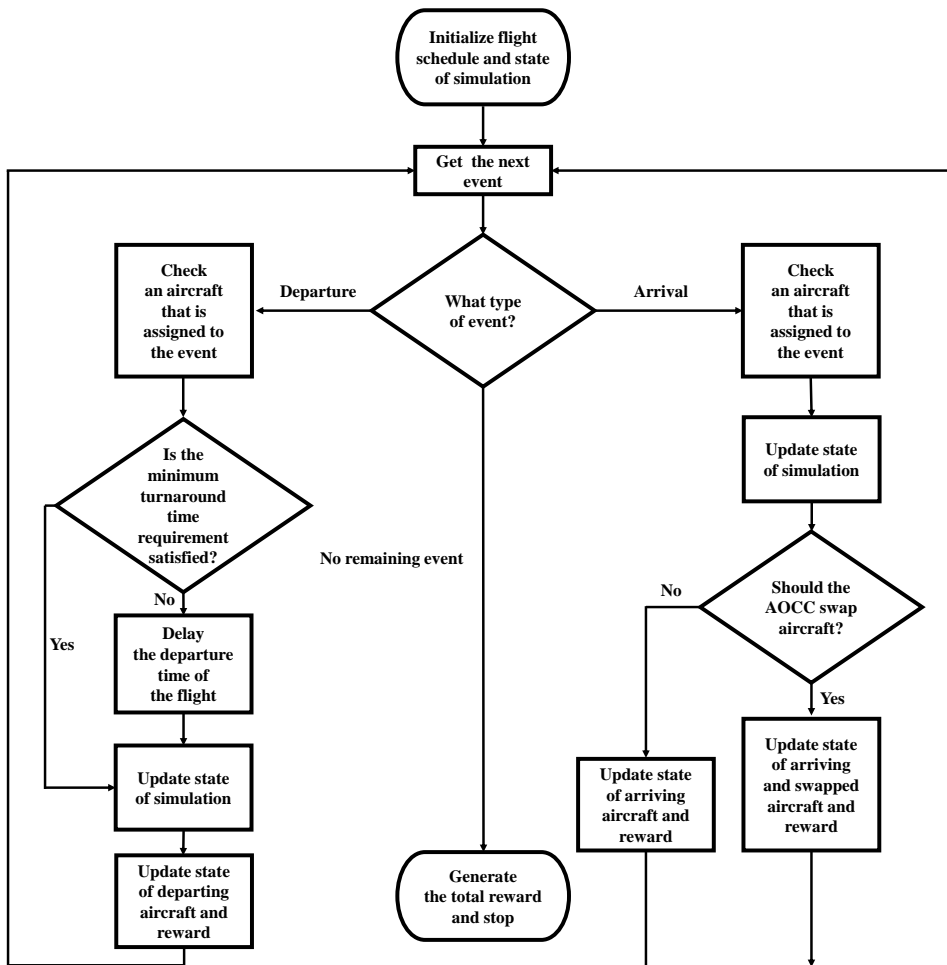 Initialize flight
schedule and state
of simulation
Get the next
event
What type
of event?
Departure
Check
an aircraft
that is
assigned to
the event
Is the
minimum
turnaround
time
requirement
satisfied?
Yes
No
Delay
the departure
time of
the flight
Update state
of simulation
Update state
of departing
aircraft and
reward
No remaining event
Generate
the total reward
and stop
Arrival
Check
an aircraft
that is
assigned to
the event
Update state
of simulation
Should the
AOCC swap
aircraft?
No
Update state
of arriving
aircraft and
reward
Yes
Update state
of arriving
and swapped
aircraft and
reward